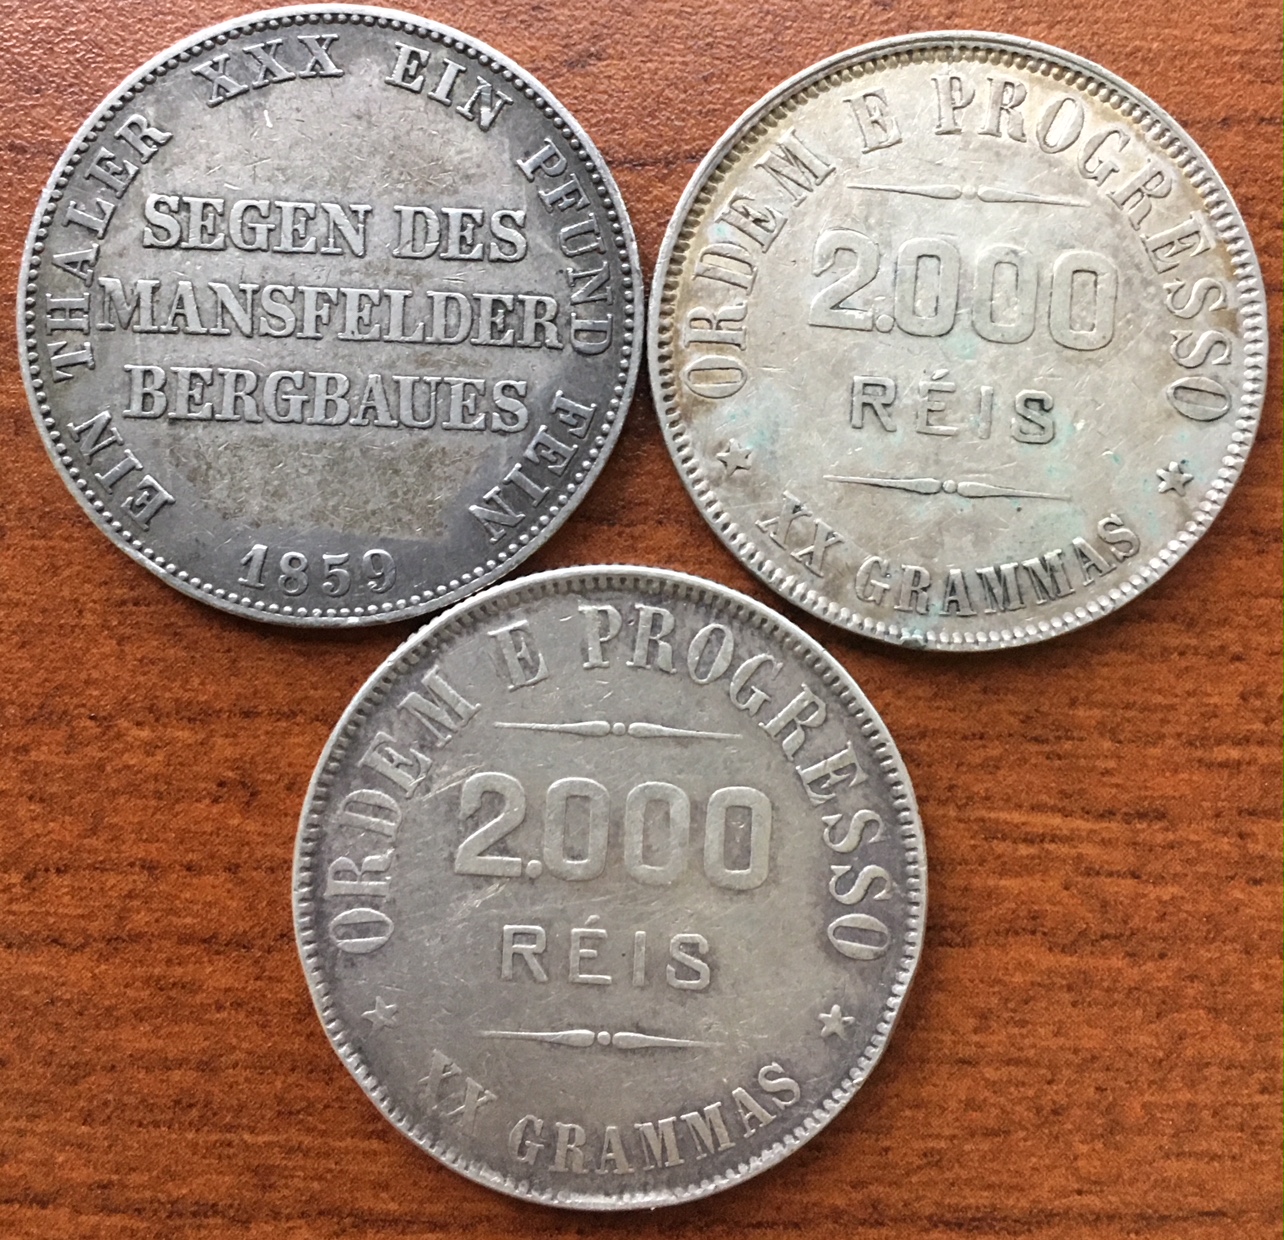 EIN THALER XXX EIN PFUND FEIN
SEGEN DES
MANSFELDER
BERGBAUES
1859
ORDEM E PROGRESSO
2.000
RÉIS
XX GRAMMAS
ORDEM E PROGRESSO
2.000
RÉIS
XX GRAMMAS